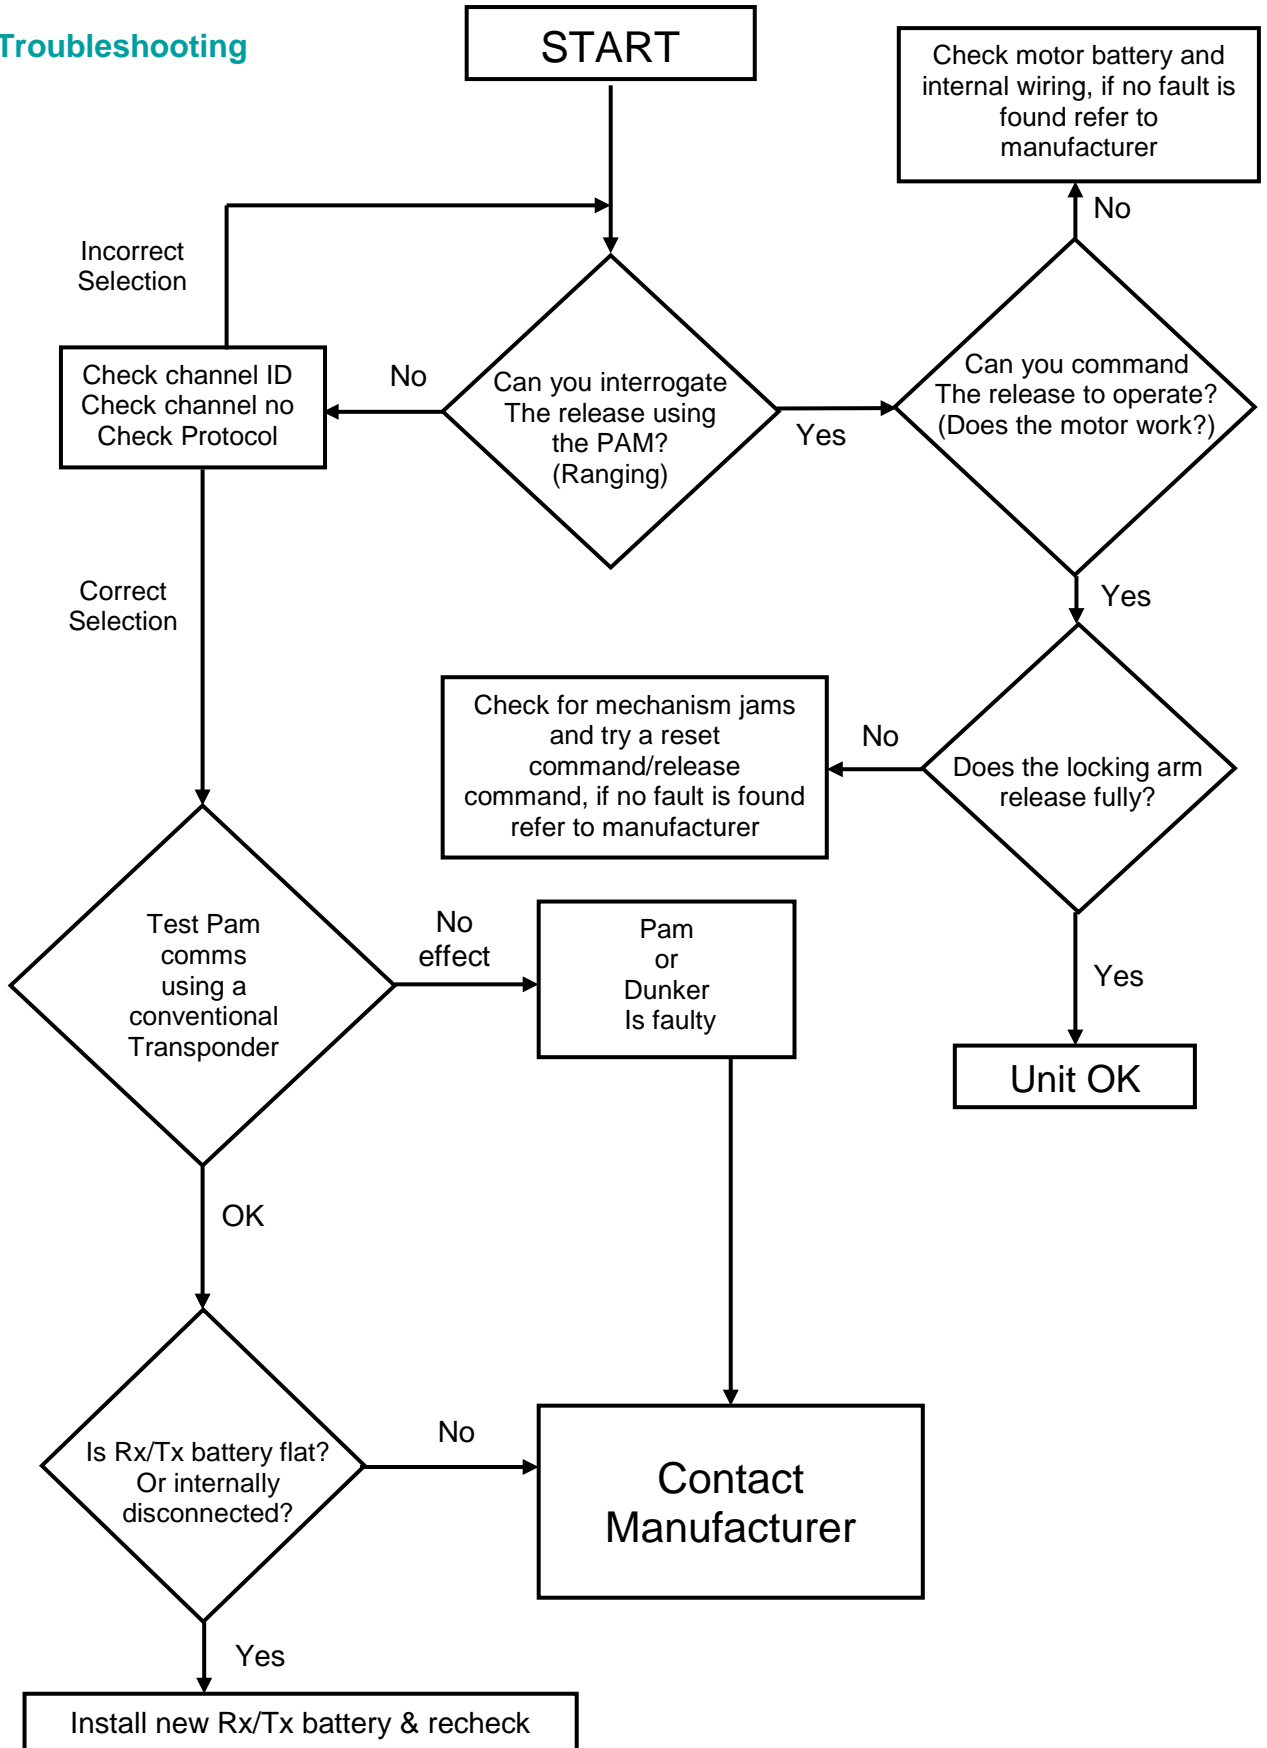 Troubleshooting
START
Check motor battery and
internal wiring, if no fault is
found refer to
manufacturer
No
Incorrect
Selection
Check channel ID
Check channel no
Check Protocol
No
Can you interrogate
The release using
the PAM?
(Ranging)
Yes
Can you command
The release to operate?
(Does the motor work?)
Yes
Correct
Selection
Check for mechanism jams
and try a reset
command/release
command, if no fault is found
refer to manufacturer
No
Does the locking arm
release fully?
Yes
Unit OK
Test Pam
comms
using a
conventional
Transponder
No
effect
Pam
or
Dunker
Is faulty
OK
Is Rx/Tx battery flat?
Or internally
disconnected?
No
Contact
Manufacturer
Yes
Install new Rx/Tx battery & recheck